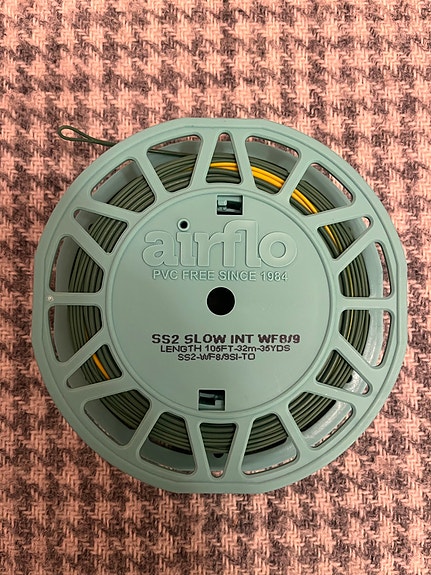 airflo
PVC FREE SINCE 1984
SS2 SLOW INT WF8/9
LENGTH 105FT-32m-35YDS
SS2-WF8/9SI-TO